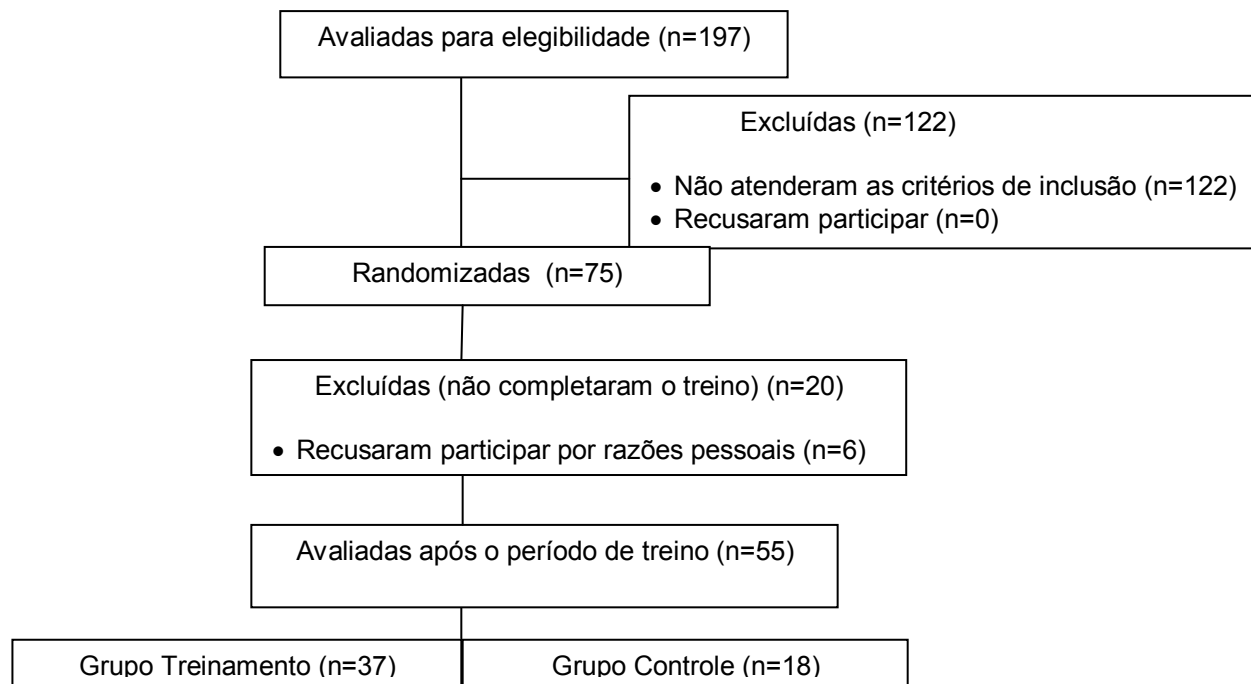 Avaliadas para elegibilidade (n=197)
Excluídas (n=122)
• Não atenderam as critérios de inclusão (n=122)
• Recusaram participar (n=0)
Randomizadas  (n=75)
Excluídas (não completaram o treino) (n=20)
• Recusaram participar por razões pessoais (n=6)
Avaliadas após o período de treino (n=55)
Grupo Treinamento (n=37)
Grupo Controle (n=18)